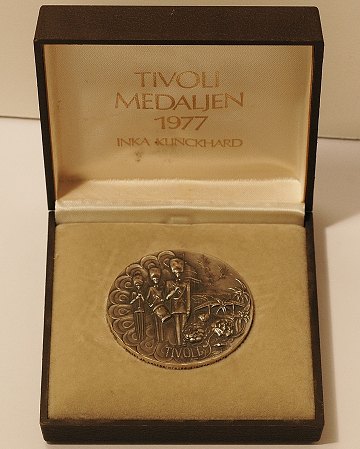 TIVOLI
MEDALJEN
1977
INKA KLINCKHARD
TIVOLI